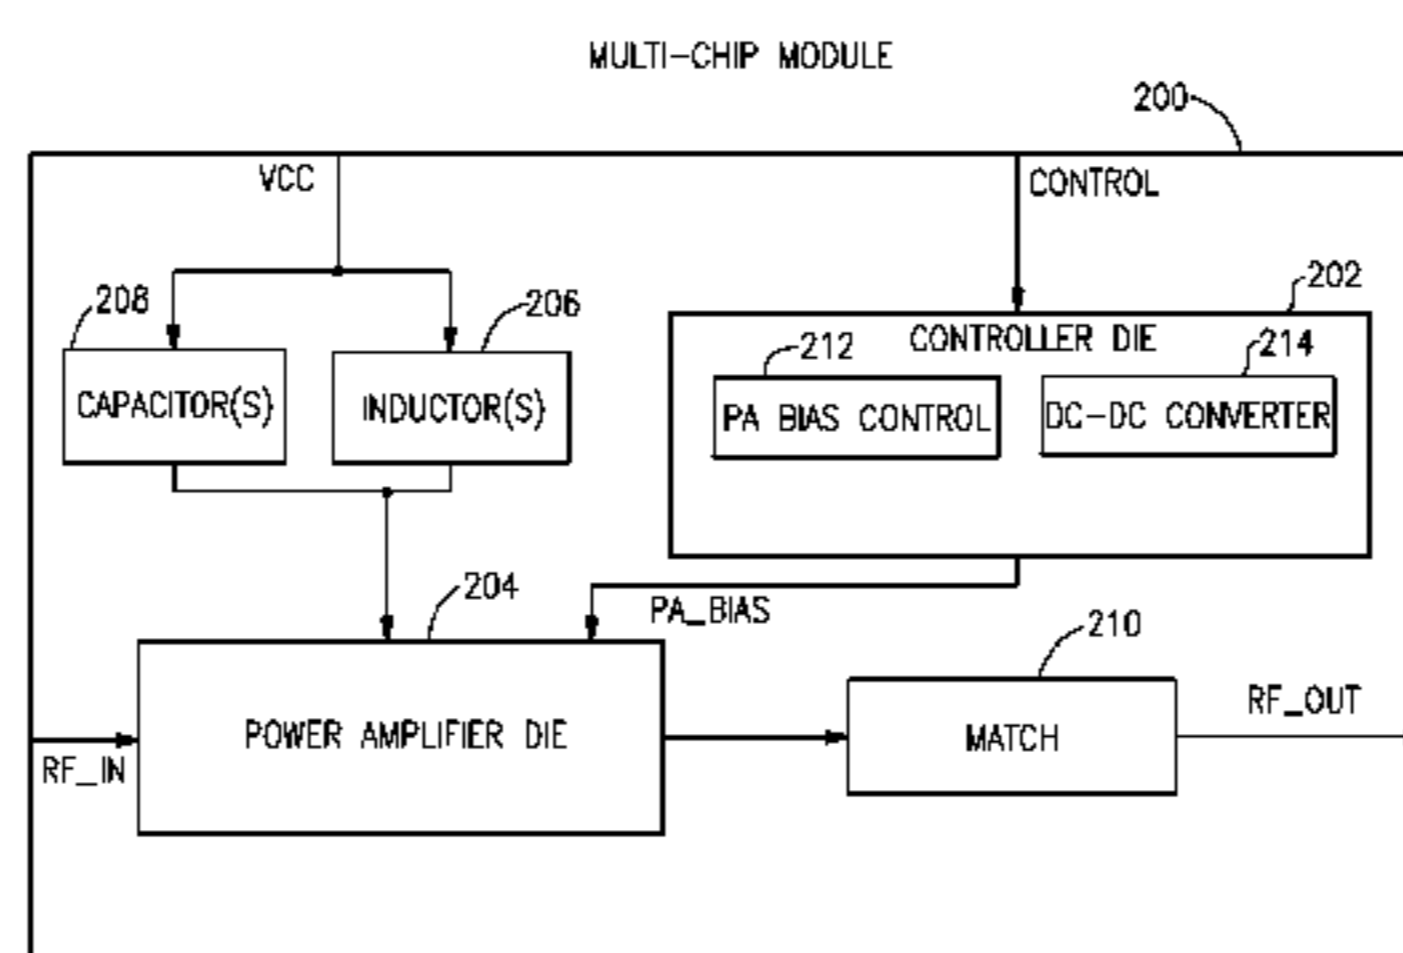 MULTI-CHIP MODULE
200
VCC
CONTROL
208
206
202
CONTROLLER DIE
212
214
CAPACITOR(S)
INDUCTOR(S)
PA BIAS CONTROL
DC-DC CONVERTER
204
PA_BIAS
210
POWER AMPLIFIER DIE
MATCH
RF_OUT
RF_IN